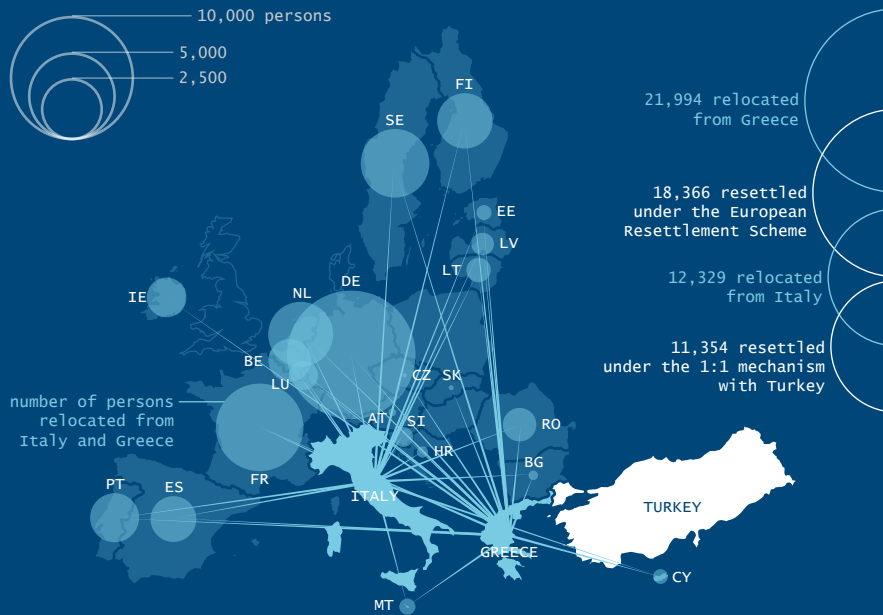 10,000 persons
5,000
2,500
FI
SE
21,994 relocated
from Greece
18,366 resettled
under the European
Resettlement Scheme
EE
LV
LT
12,329 relocated
from Italy
IE
NL
DE
11,354 resettled
under the 1:1 mechanism
with Turkey
BE
LU
CZ
SK
number of persons
relocated from
Italy and Greece
AT
SI
RO
HR
BG
FR
PT
ES
ITALY
TURKEY
GREECE
CY
MT